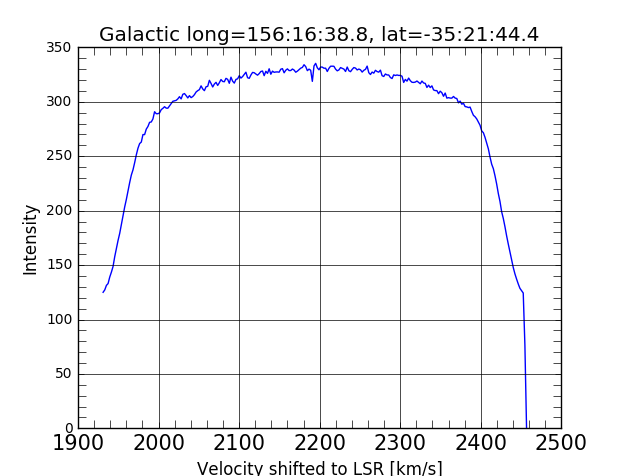 Galactic long=156:16:38.8, lat=-35:21:44.4
350
300
250
200
150
100
50
0
Intensity
1900 2000 2100 2200 2300 2400 2500
Velocity shifted to LSR [km/s]